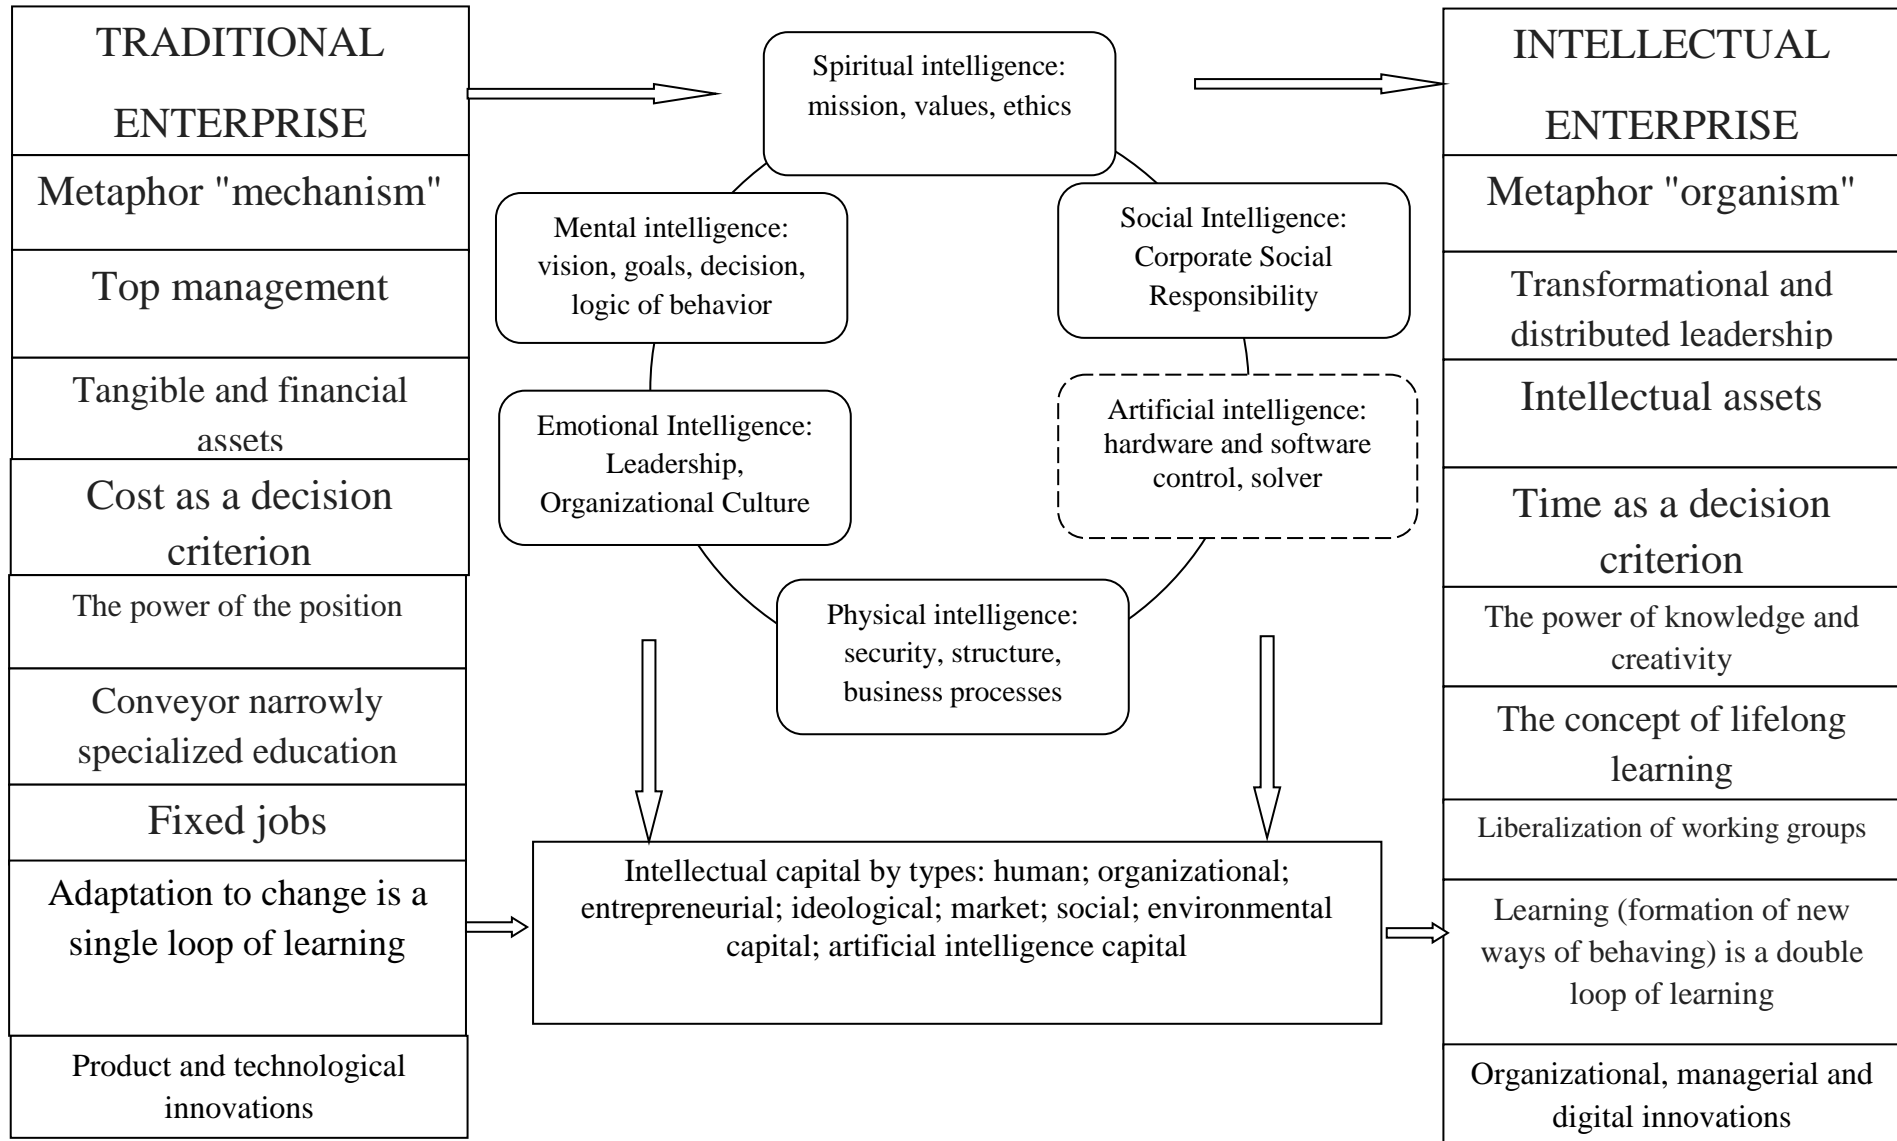 TRADITIONAL
ENTERPRISE
Metaphor "mechanism"
Top management
Tangible and financial
assets
Cost as a decision
criterion
The power of the position
Conveyor narrowly
specialized education
Fixed jobs
Adaptation to change is a
single loop of learning
Product and technological
innovations
Spiritual intelligence:
mission, values, ethics
Mental intelligence:
vision, goals, decision,
logic of behavior
Social Intelligence:
Corporate Social
Responsibility
Emotional Intelligence:
Leadership,
Organizational Culture
Artificial intelligence:
hardware and software
control, solver
Physical intelligence:
security, structure,
business processes
Intellectual capital by types: human; organizational;
entrepreneurial; ideological; market; social; environmental
capital; artificial intelligence capital
INTELLECTUAL
ENTERPRISE
Metaphor "organism"
Transformational and
distributed leadership
Intellectual assets
Time as a decision
criterion
The power of knowledge and
creativity
The concept of lifelong
learning
Liberalization of working groups
Learning (formation of new
ways of behaving) is a double
loop of learning
Organizational, managerial and
digital innovations